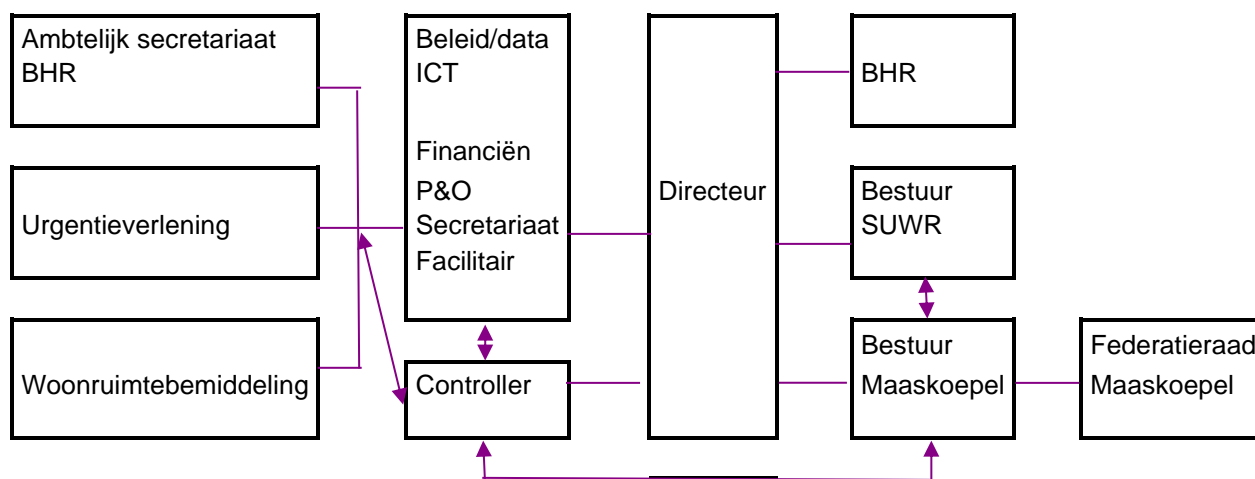 Ambtelijk secretariaat
BHR
Urgentieverlening
Woonruimtebemiddeling
Beleid/data
ICT
Financiën
P&O
Secretariaat
Facilitair
Controller
Directeur
BHR
Bestuur
SUWR
Bestuur
Maaskoepel
Federatieraad
Maaskoepel